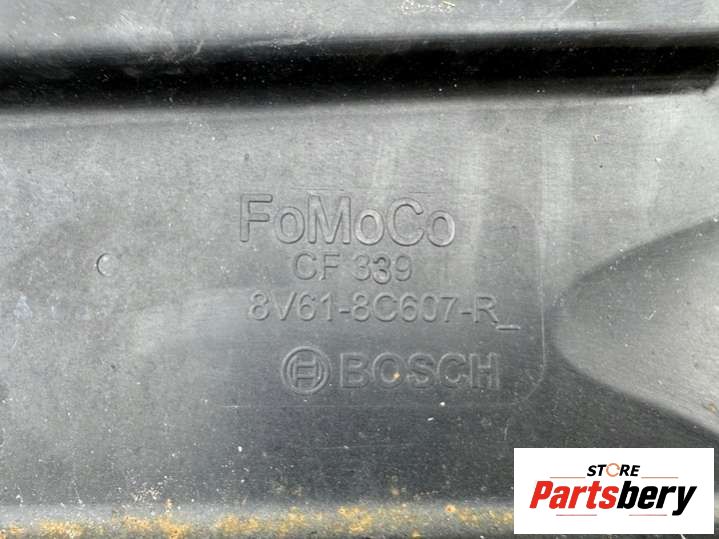 FoMoCo
CF 339
8V61-8C607-R_
BOSCH
STORE
Partsbery